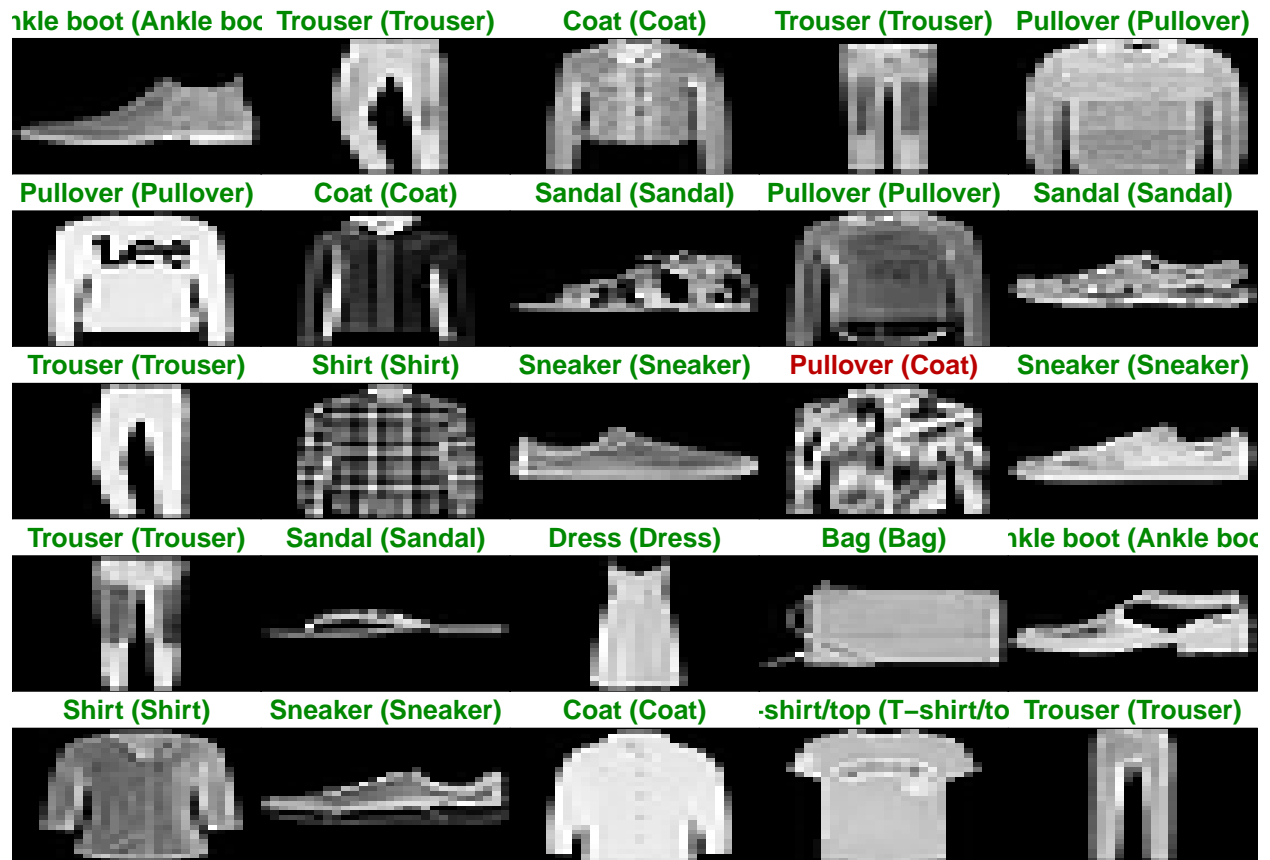 nkle boot (Ankle boo Trouser (Trouser) Coat (Coat) Trouser (Trouser) Pullover (Pullover)
Pullover (Pullover) Coat (Coat) Sandal (Sandal) Pullover (Pullover) Sandal (Sandal)
Lee
Trouser (Trouser) Shirt (Shirt) Sneaker (Sneaker) Pullover (Coat) Sneaker (Sneaker)
Trouser (Trouser) Sandal (Sandal) Dress (Dress) Bag (Bag) nkle boot (Ankle boo
Shirt (Shirt) Sneaker (Sneaker) Coat (Coat) -shirt/top (T−shirt/to Trouser (Trouser)